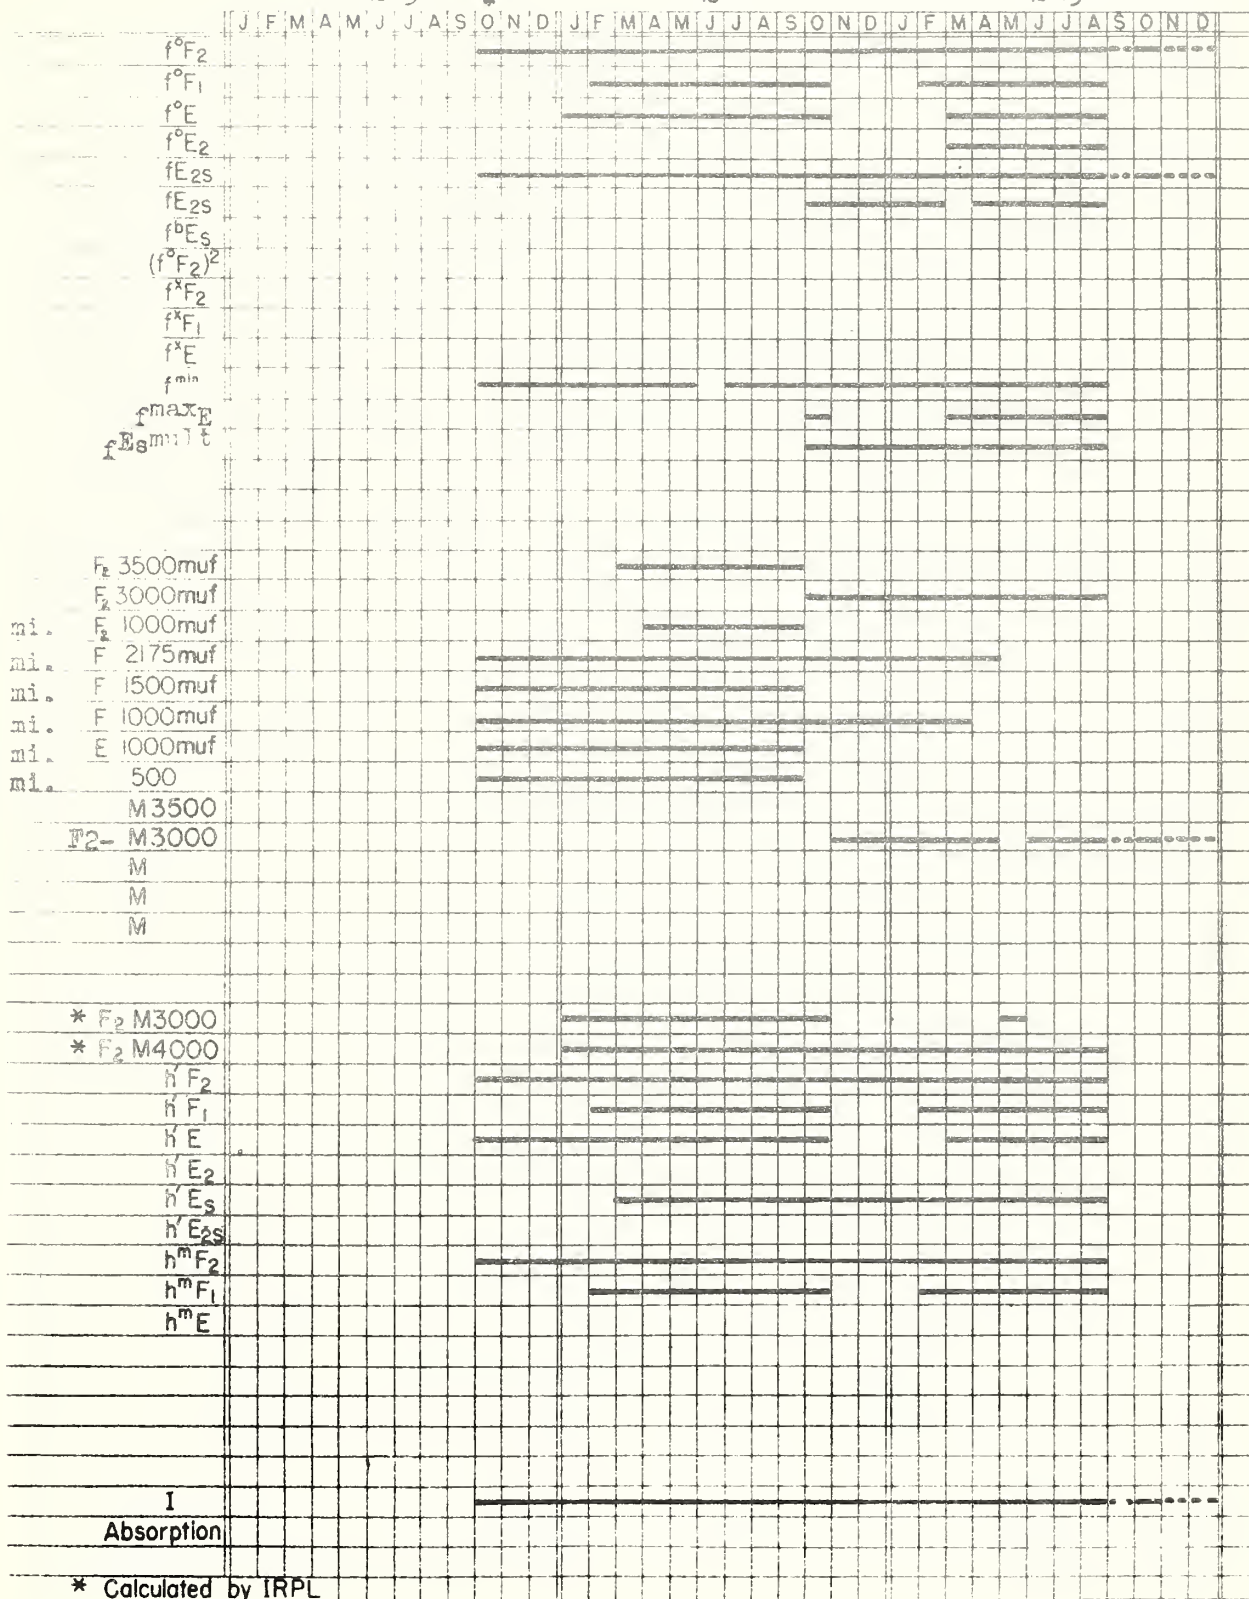 J F M A M J J A S O N D J F M A M J J A S O N D J F M A M J J A S O N D
f°F2
f°F1
f°E
f°E2
fE2s
fE2s
fbEs
(f°F2)2
fxF2
fxF1
fxE
fmin
fmaxE
fEsmult
F2 3500muf
F2 3000muf
mi. F2 1000muf
mi. F 2175muf
mi. F 1500muf
mi. F 1000muf
mi. E 1000muf
mi. 500
M3500
F2- M3000
M
M
M
* F2 M3000
* F2 M4000
h'F2
h'F1
h'E
h'E2
h'Es
h'E2s
hmF2
hmF1
hmE
I
Absorption
* Calculated by IRPL